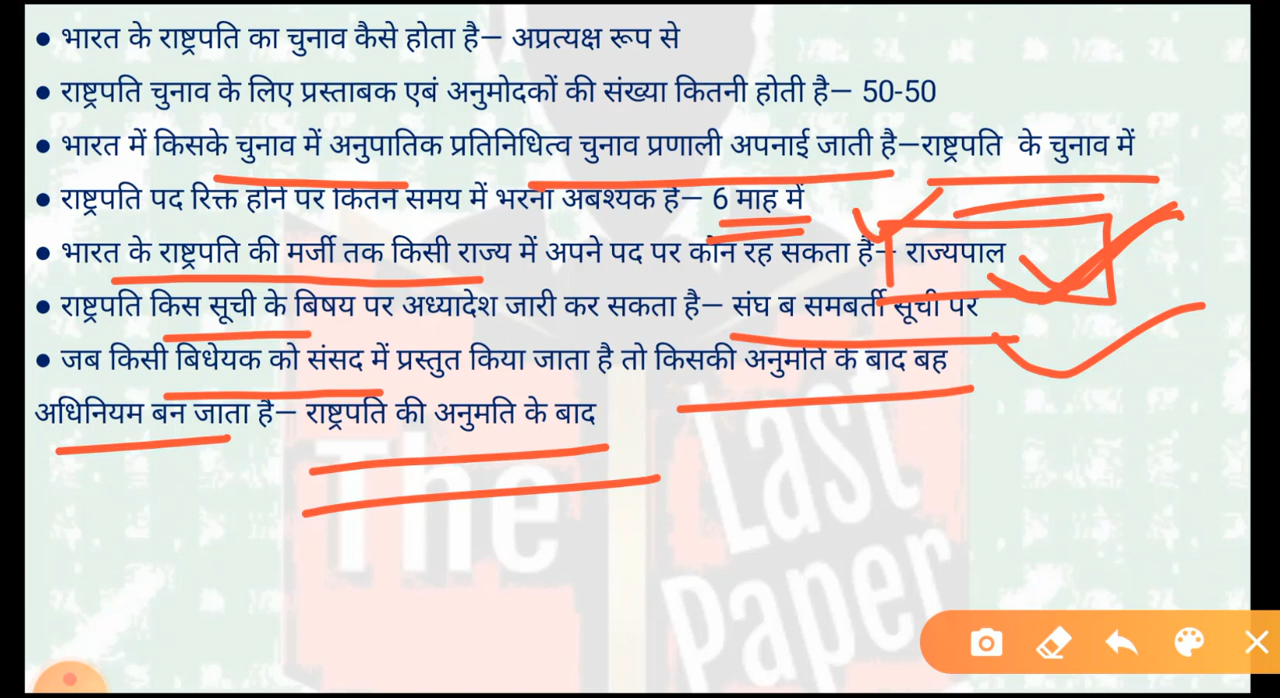 ● भारत के राष्ट्रपति का चुनाव कैसे होता है— अप्रत्यक्ष रूप से
● राष्ट्रपति चुनाव के लिए प्रस्ताबक एबं अनुमोदकों की संख्या कितनी होती है— 50-50
● भारत में किसके चुनाव में अनुपातिक प्रतिनिधित्व चुनाव प्रणाली अपनाई जाती है—राष्ट्रपति के चुनाव में
● राष्ट्रपति पद रिक्त होने पर कितने समय में भरना अबश्यक है— 6 माह में
● भारत के राष्ट्रपति की मर्जी तक किसी राज्य में अपने पद पर कौन रह सकता है— राज्यपाल
● राष्ट्रपति किस सूची के बिषय पर अध्यादेश जारी कर सकता है— संघ ब समबर्ती सूची पर
● जब किसी बिधेयक को संसद में प्रस्तुत किया जाता है तो किसकी अनुमति के बाद बह
अधिनियम बन जाता है— राष्ट्रपति की अनुमति के बाद
The Last Paper